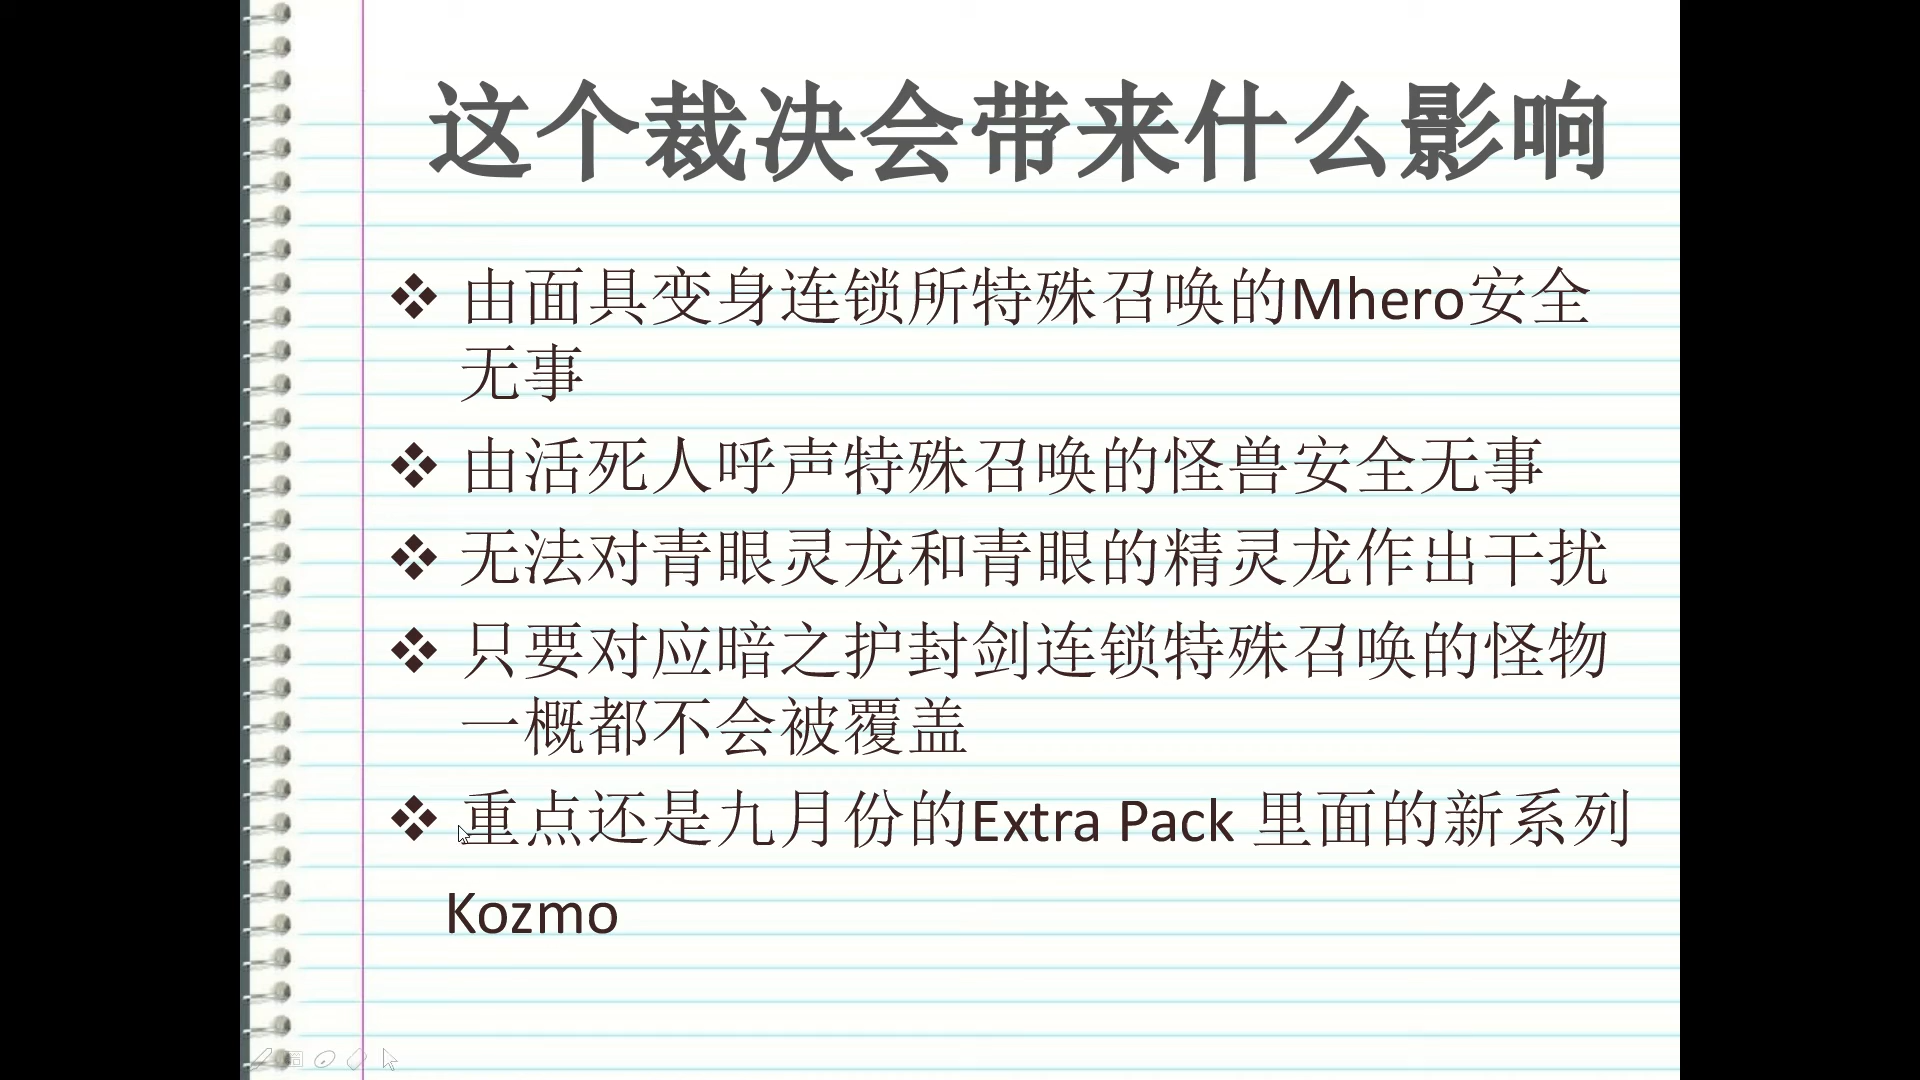 这个裁决会带来什么影响
由面具变身连锁所特殊召唤的Mhero安全
无事
由活死人呼声特殊召唤的怪兽安全无事
无法对青眼灵龙和青眼的精灵龙作出干扰
只要对应暗之护封剑连锁特殊召唤的怪物
一概都不会被覆盖
重点还是九月份的Extra Pack 里面的新系列
Kozmo